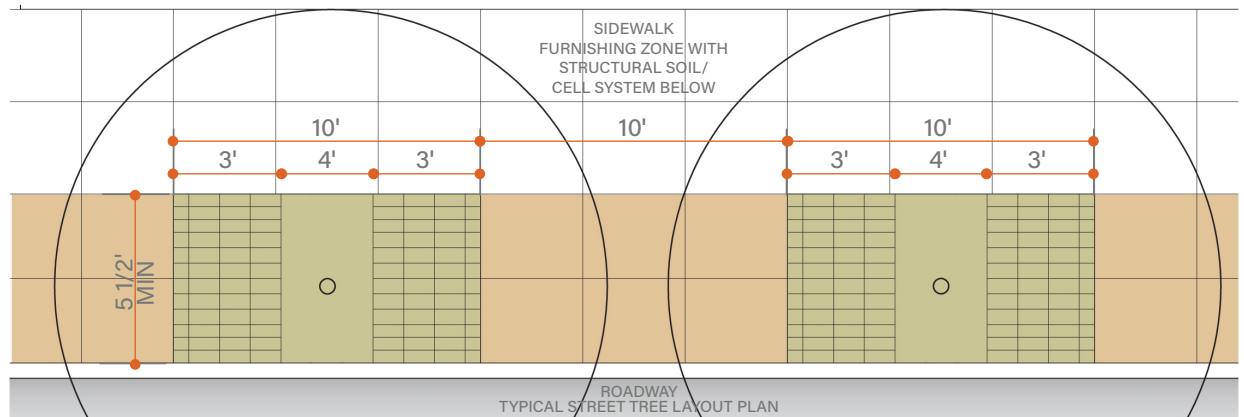 SIDEWALK
FURNISHING ZONE WITH
STRUCTURAL SOIL/
CELL SYSTEM BELOW
10' 10' 10'
3' 4' 3' 3' 4' 3'
5 1/2'
MIN
ROADWAY
TYPICAL STREET TREE LAYOUT PLAN